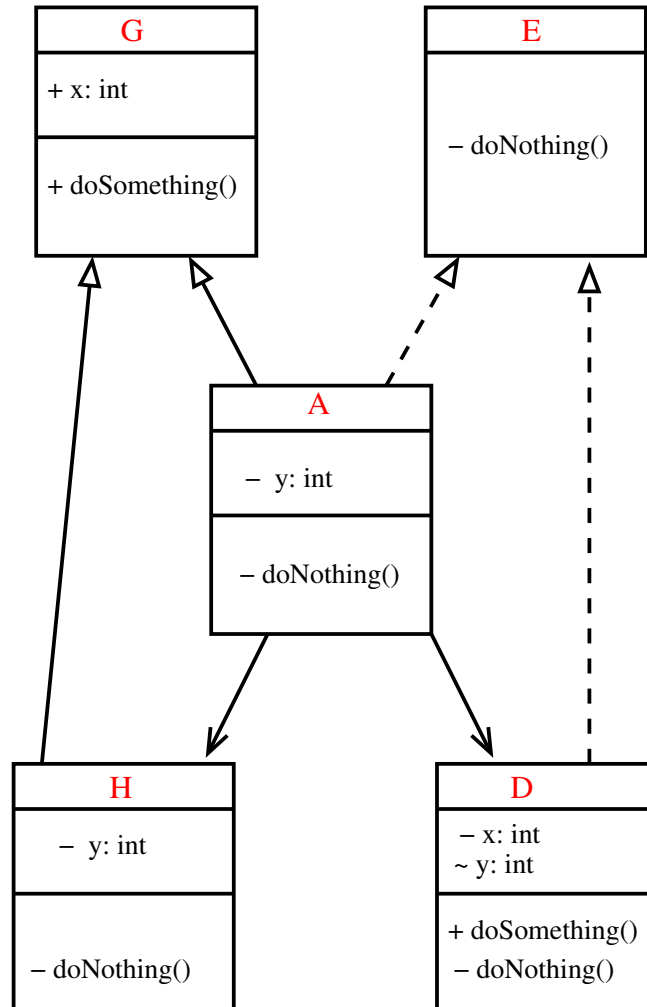 G
+ x: int
+ doSomething()
E
− doNothing()
A
− y: int
− doNothing()
H
− y: int
− doNothing()
D
− x: int
~ y: int
+ doSomething()
− doNothing()